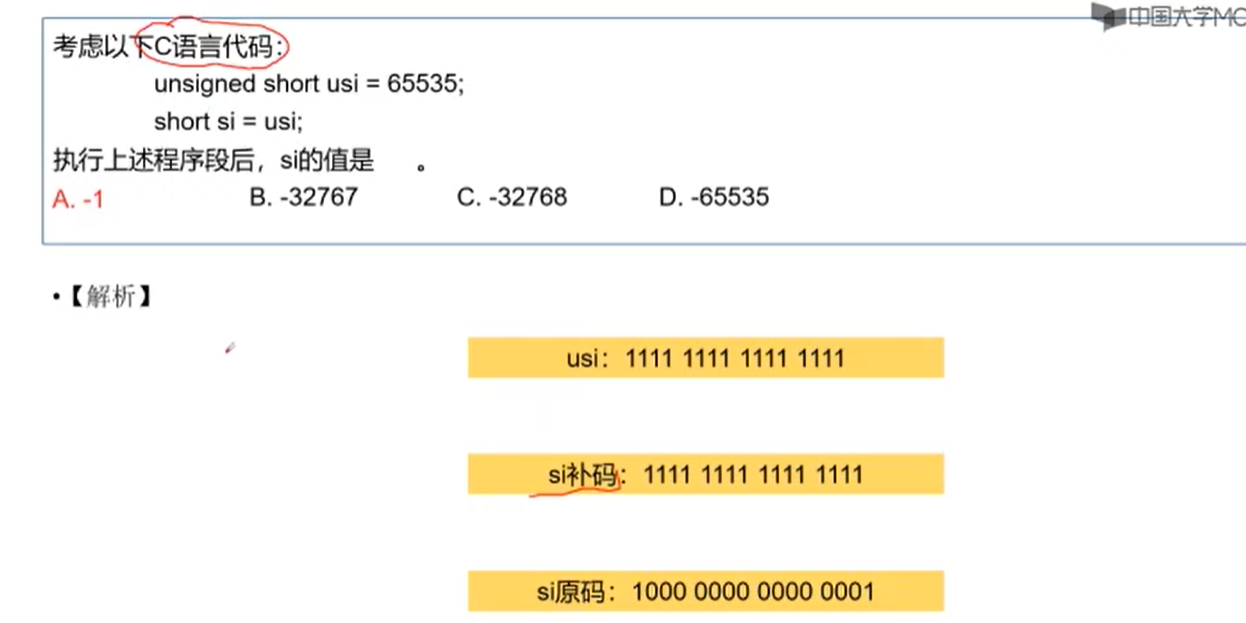 中国大学MO
考虑以下C语言代码：
unsigned short usi = 65535;
short si = usi;
执行上述程序段后，si的值是 。
A. -1 B. -32767 C. -32768 D. -65535
•【解析】
usi：1111 1111 1111 1111
si补码：1111 1111 1111 1111
si原码：1000 0000 0000 0001